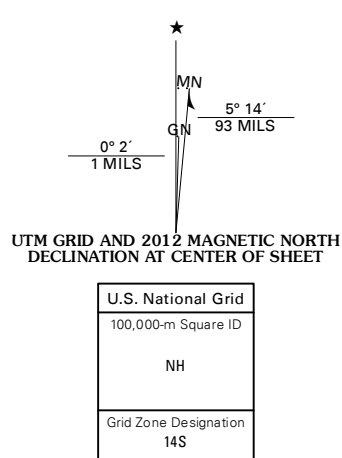 ★
MN
5° 14´
93 MILS
GN
0° 2´
1 MILS
UTM GRID AND 2012 MAGNETIC NORTH
DECLINATION AT CENTER OF SHEET
U.S. National Grid
100,000-m Square ID
NH
Grid Zone Designation
14S